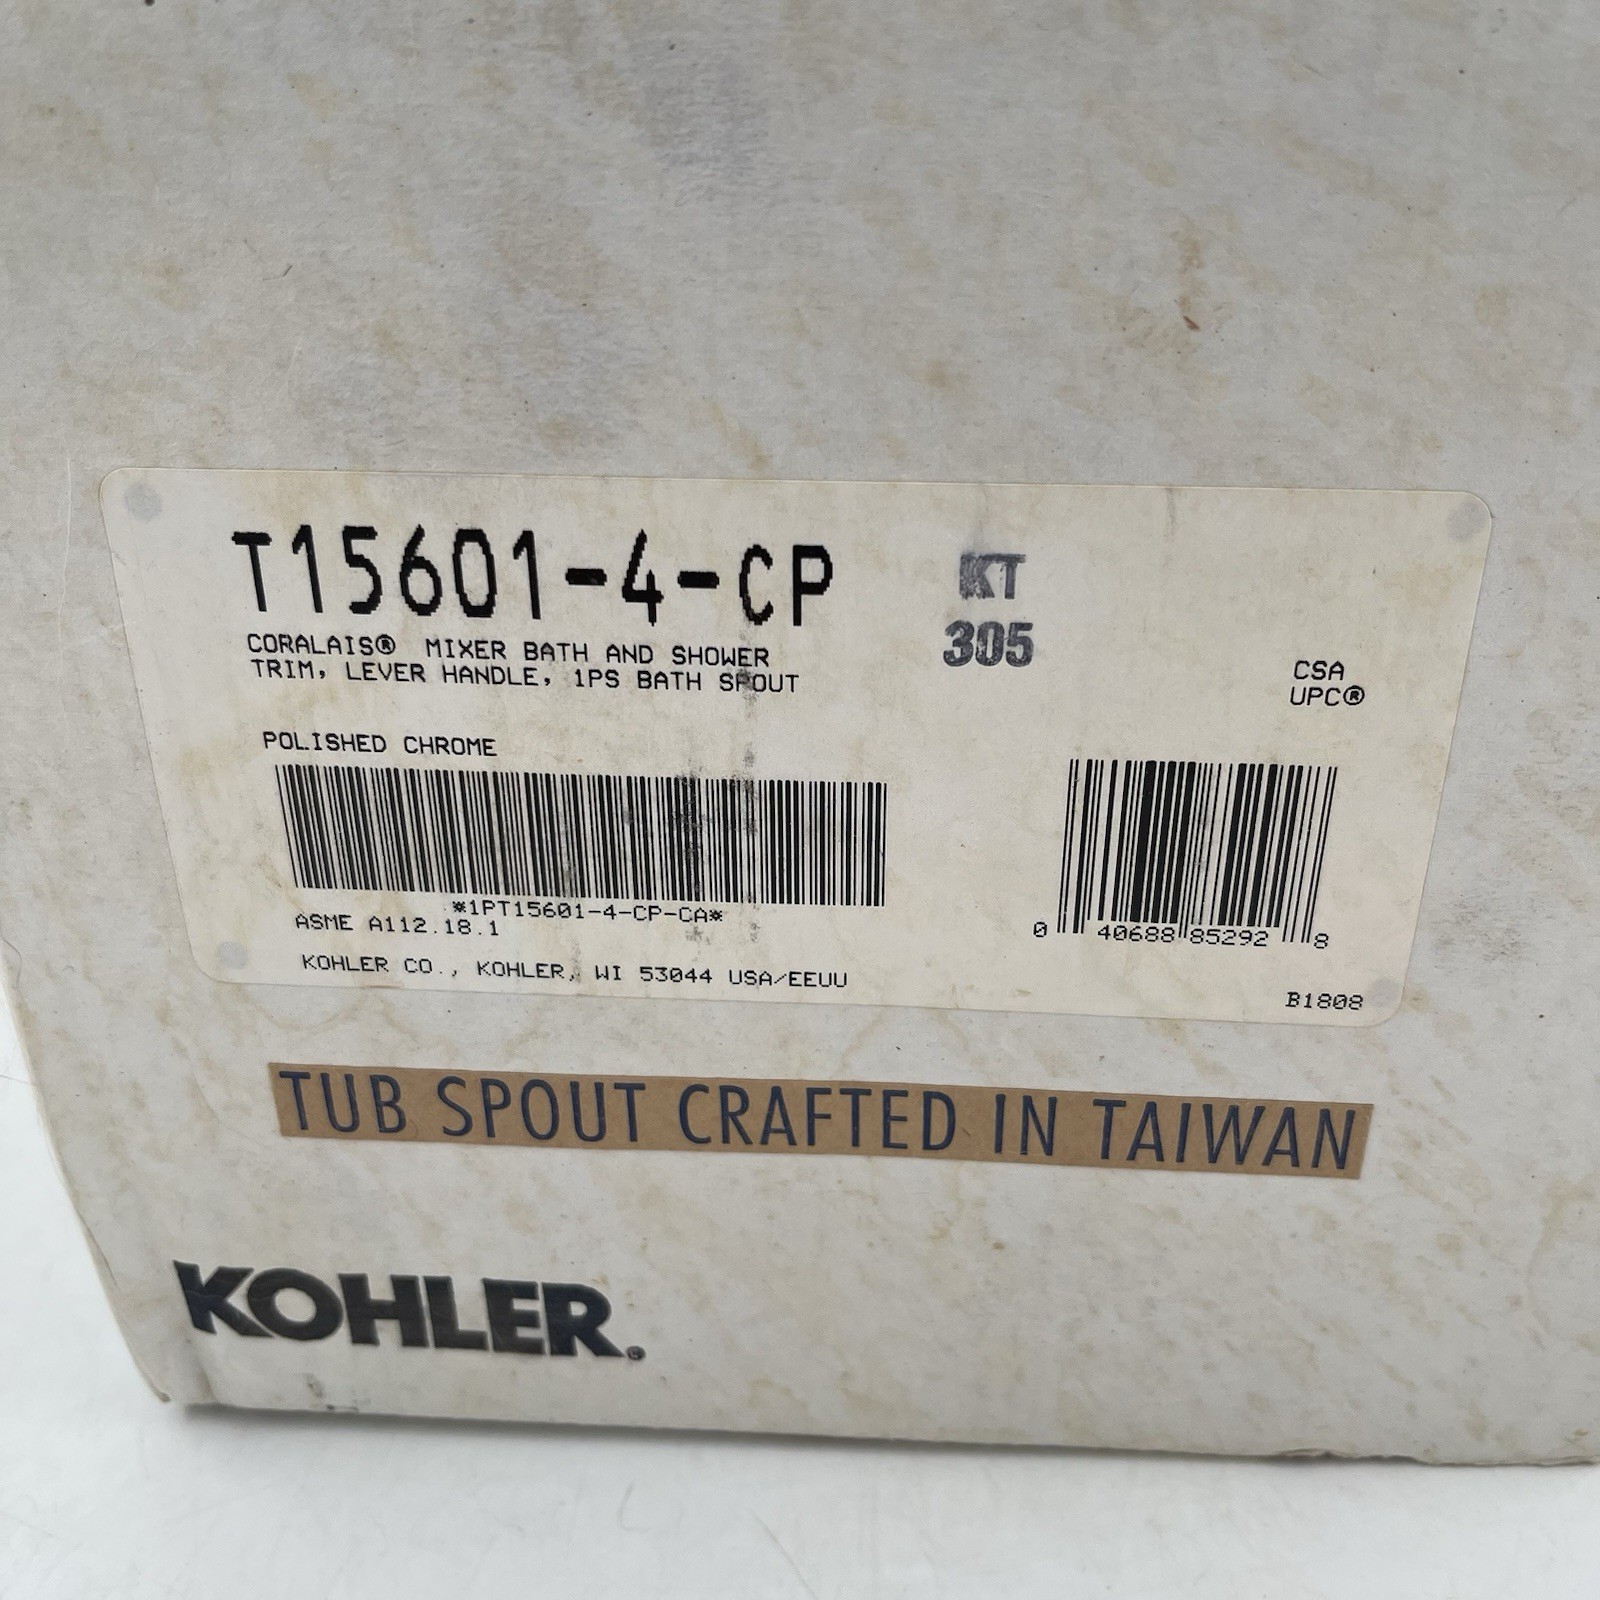 T15601-4-CP
KT
305
CORALAIS® MIXER BATH AND SHOWER
TRIM, LEVER HANDLE, 1PS BATH SPOUT
CSA
UPC®
POLISHED CHROME
*1PT15601-4-CP-CA*
ASME A112.18.1
0 40688 85292 8
KOHLER CO., KOHLER, WI 53044 USA/EEUU
B1808
TUB SPOUT CRAFTED IN TAIWAN
KOHLER®